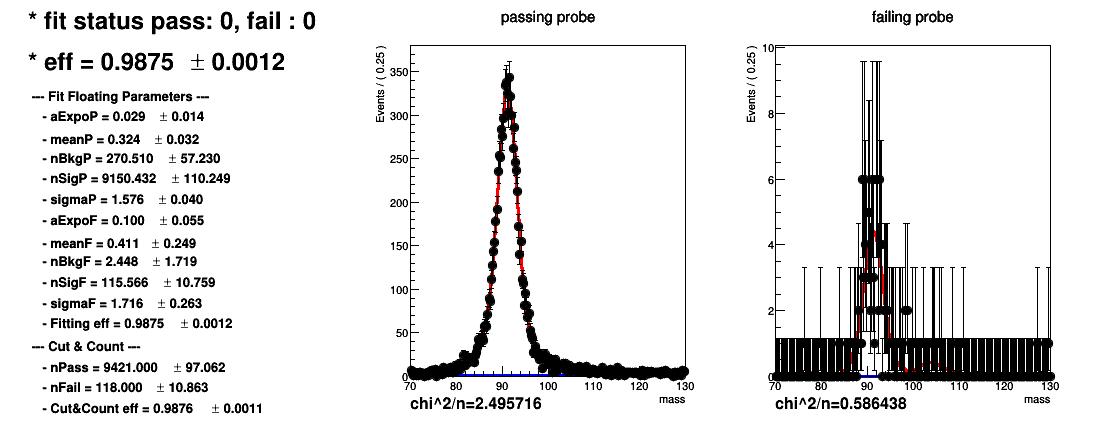 * fit status pass: 0, fail : 0
* eff = 0.9875 ± 0.0012
--- Fit Floating Parameters ---
- aExpoP = 0.029 ± 0.014
- meanP = 0.324 ± 0.032
- nBkgP = 270.510 ± 57.230
- nSigP = 9150.432 ± 110.249
- sigmaP = 1.576 ± 0.040
- aExpoF = 0.100 ± 0.055
- meanF = 0.411 ± 0.249
- nBkgF = 2.448 ± 1.719
- nSigF = 115.566 ± 10.759
- sigmaF = 1.716 ± 0.263
- Fitting eff = 0.9875 ± 0.0012
--- Cut & Count ---
- nPass = 9421.000 ± 97.062
- nFail = 118.000 ± 10.863
- Cut&Count eff = 0.9876 ± 0.0011
passing probe
Events / ( 0.25 )
350
300
250
200
150
100
50
0
70 80 90 100 110 120 130
mass
chi^2/n=2.495716
failing probe
Events / ( 0.25 )
10
8
6
4
2
0
70 80 90 100 110 120 130
mass
chi^2/n=0.586438